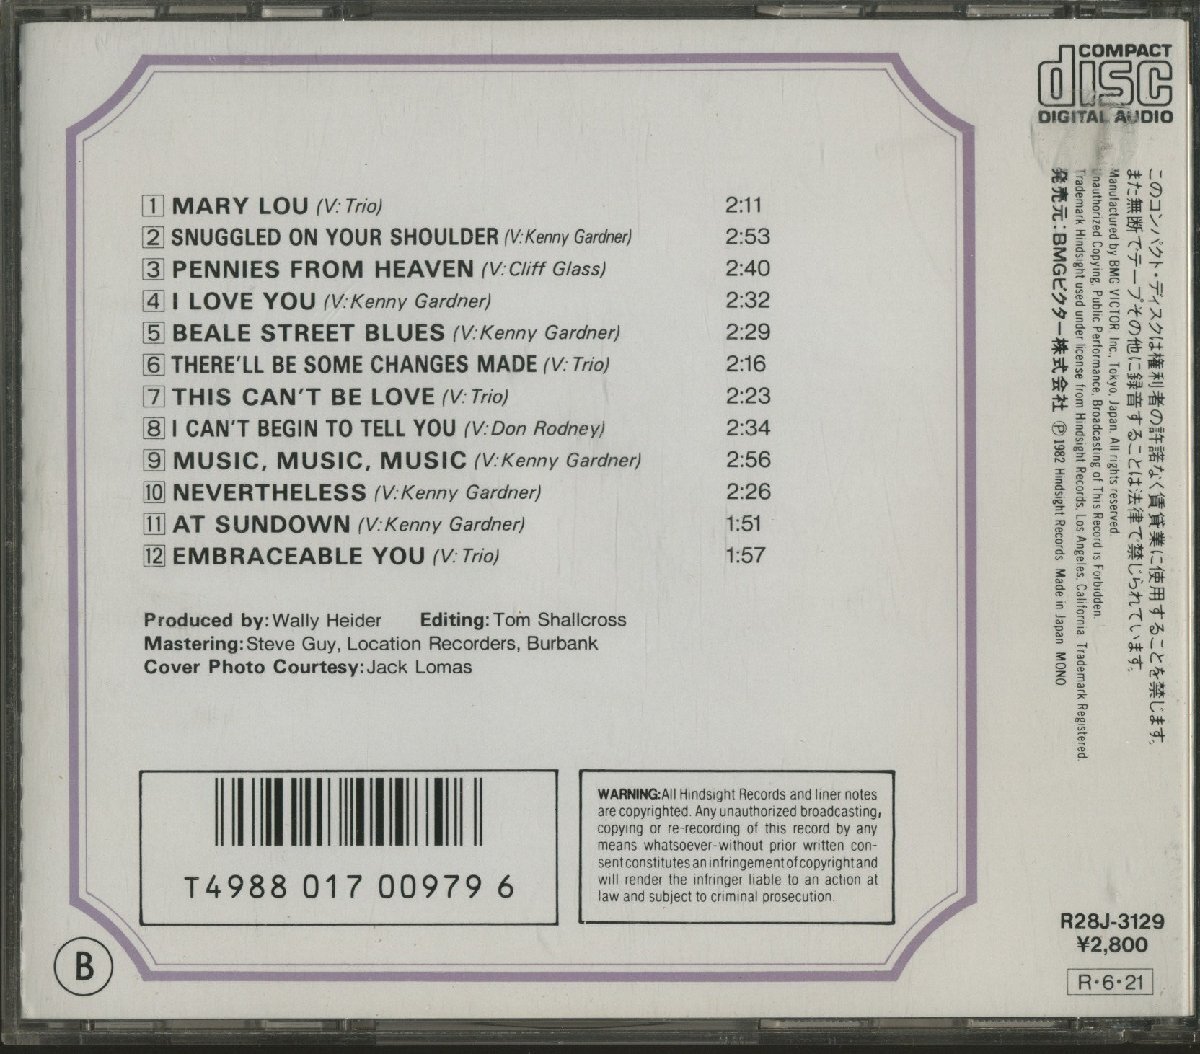 COMPACT
disc
DIGITAL AUDIO
1 MARY LOU (V: Trio) 2:11
2 SNUGGLED ON YOUR SHOULDER (V: Kenny Gardner) 2:53
3 PENNIES FROM HEAVEN (V: Cliff Glass) 2:40
4 I LOVE YOU (V: Kenny Gardner) 2:32
5 BEALE STREET BLUES (V: Kenny Gardner) 2:29
6 THERE'LL BE SOME CHANGES MADE (V: Trio) 2:16
7 THIS CAN'T BE LOVE (V: Trio) 2:23
8 I CAN'T BEGIN TO TELL YOU (V: Don Rodney) 2:34
9 MUSIC, MUSIC, MUSIC (V: Kenny Gardner) 2:56
10 NEVERTHELESS (V: Kenny Gardner) 2:26
11 AT SUNDOWN (V: Kenny Gardner) 1:51
12 EMBRACEABLE YOU (V: Trio) 1:57
Produced by: Wally Heider Editing: Tom Shallcross
Mastering: Steve Guy, Location Recorders, Burbank
Cover Photo Courtesy: Jack Lomas
T4988 017 00979 6
WARNING: All Hindsight Records and liner notes
are copyrighted. Any unauthorized broadcasting,
copying or re-recording of this record by any
means whatsoever-without prior written con-
sent constitutes an infringement of copyright and
will render the infringer liable to an action at
law and subject to criminal prosecution.
B
このコンパクト・ディスクは権利者の許諾なく賃貸業に使用することを禁じます。
また無断でテープその他に録音することは法律で禁じられています。
Manufactured by BMG VICTOR. Inc., Tokyo, Japan. All rights reserved.
Unauthorized Copying, Public Performance, Broadcasting of This Record is Forbidden.
Trademark Hindsight used under license from Hindsight Records, Los Angeles, California. Trademark Registered.
発売元：BMGビクター株式会社 Ⓟ1982 Hindsight Records Made in Japan MONO
R28J-3129
¥2,800
R・6・21